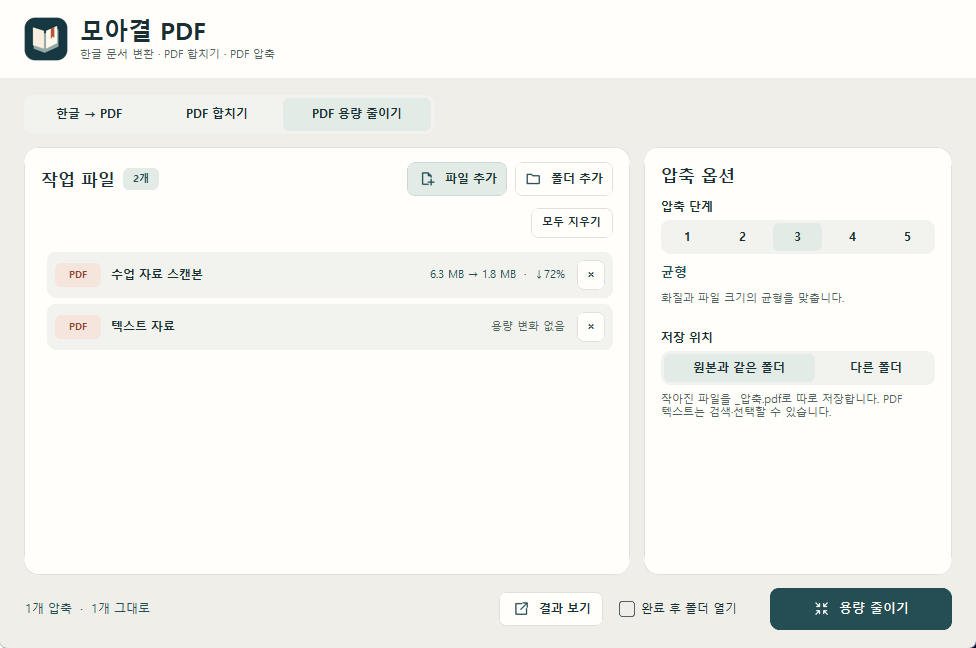 모아결 PDF
한글 문서 변환 · PDF 합치기 · PDF 압축
한글 → PDF
PDF 합치기
PDF 용량 줄이기
작업 파일
2개
파일 추가
폴더 추가
모두 지우기
PDF
수업 자료 스캔본
6.3 MB → 1.8 MB · ↓72%
×
PDF
텍스트 자료
용량 변화 없음
×
압축 옵션
압축 단계
1 2 3 4 5
균형
화질과 파일 크기의 균형을 맞춥니다.
저장 위치
원본과 같은 폴더
다른 폴더
작아진 파일을 _압축.pdf로 따로 저장합니다. PDF
텍스트는 검색·선택할 수 있습니다.
1개 압축 · 1개 그대로
결과 보기
완료 후 폴더 열기
용량 줄이기